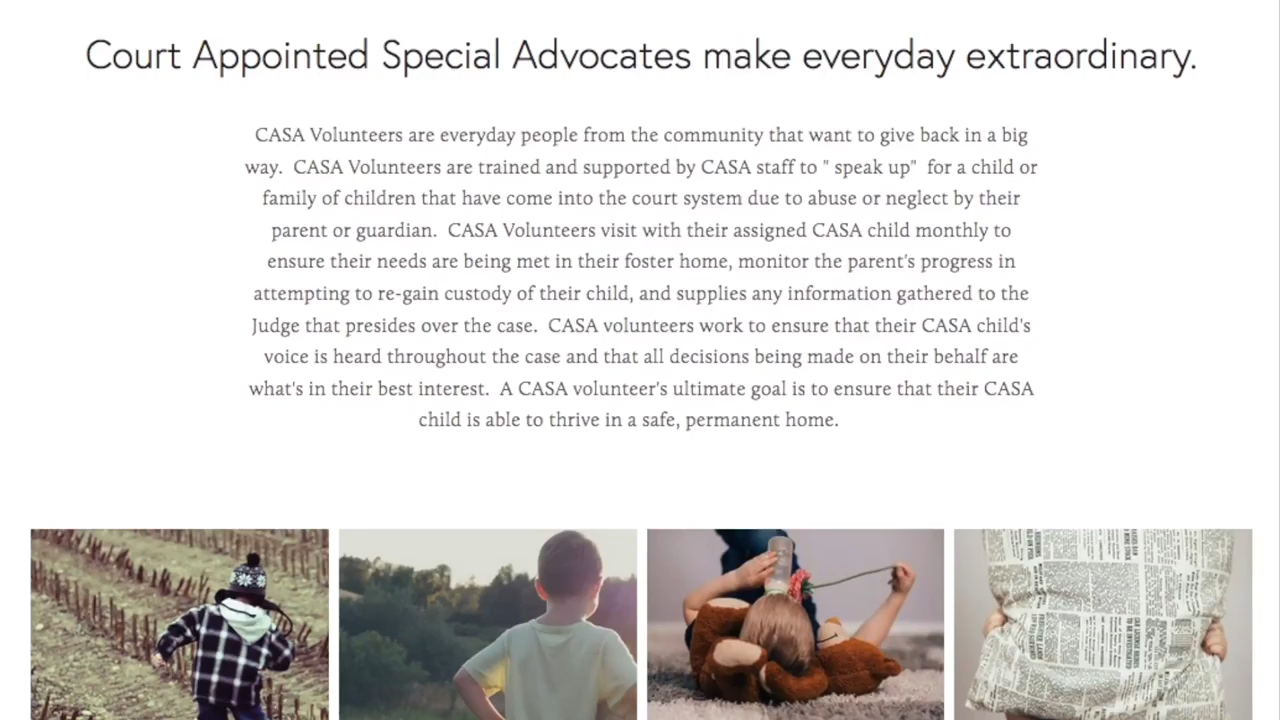 Court Appointed Special Advocates make everyday extraordinary.
CASA Volunteers are everyday people from the community that want to give back in a big
way.  CASA Volunteers are trained and supported by CASA staff to " speak up"  for a child or
family of children that have come into the court system due to abuse or neglect by their
parent or guardian.  CASA Volunteers visit with their assigned CASA child monthly to
ensure their needs are being met in their foster home, monitor the parent's progress in
attempting to re-gain custody of their child, and supplies any information gathered to the
Judge that presides over the case.  CASA volunteers work to ensure that their CASA child's
voice is heard throughout the case and that all decisions being made on their behalf are
what's in their best interest.  A CASA volunteer's ultimate goal is to ensure that their CASA
child is able to thrive in a safe, permanent home.